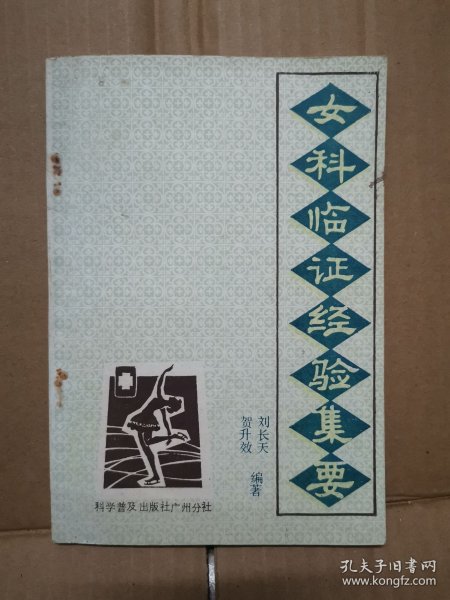 女科临证经验集要
刘长天
贺升效
编著
科学普及出版社广州分社
孔夫子旧书网
www.kongfz.com